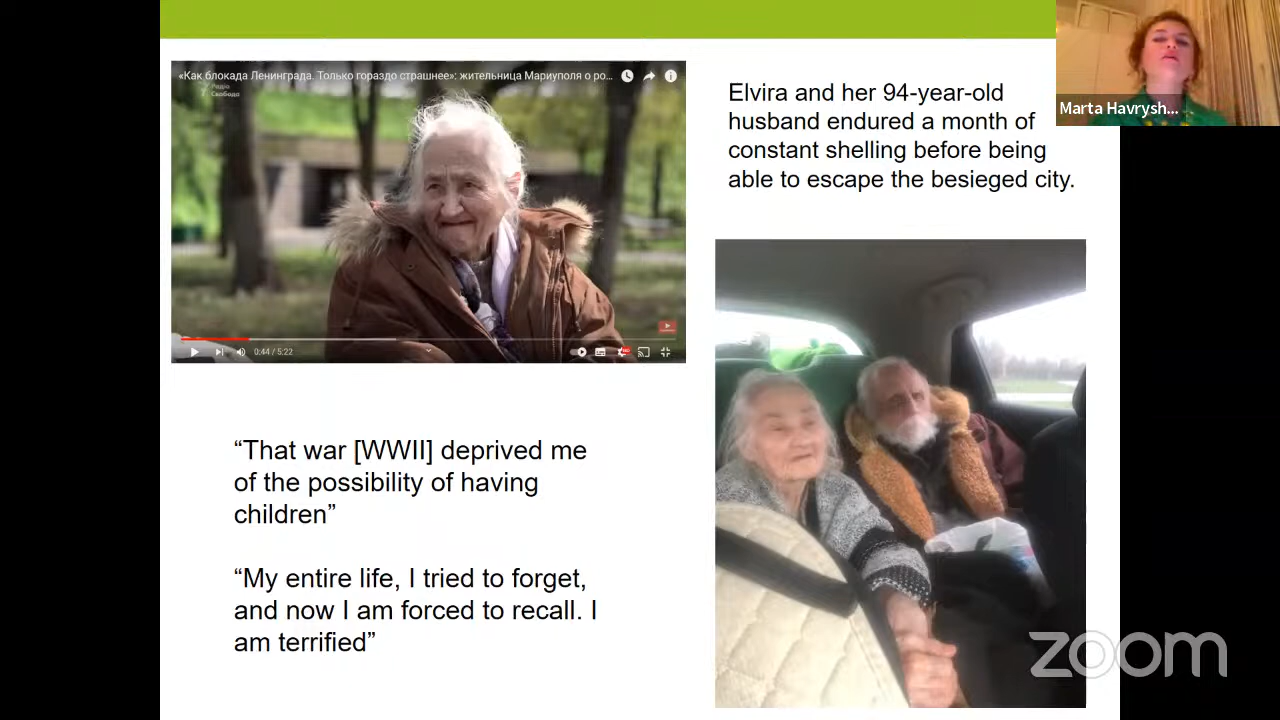 «Как блокада Ленинграда. Только гораздо страшнее»: жительница Мариуполя о ро...
Радіо
Свобода
0:44 / 5:22
Elvira and her 94-year-old
husband endured a month of
constant shelling before being
able to escape the besieged city.
Marta Havrysh...
“That war [WWII] deprived me
of the possibility of having
children”
“My entire life, I tried to forget,
and now I am forced to recall. I
am terrified”
zoom